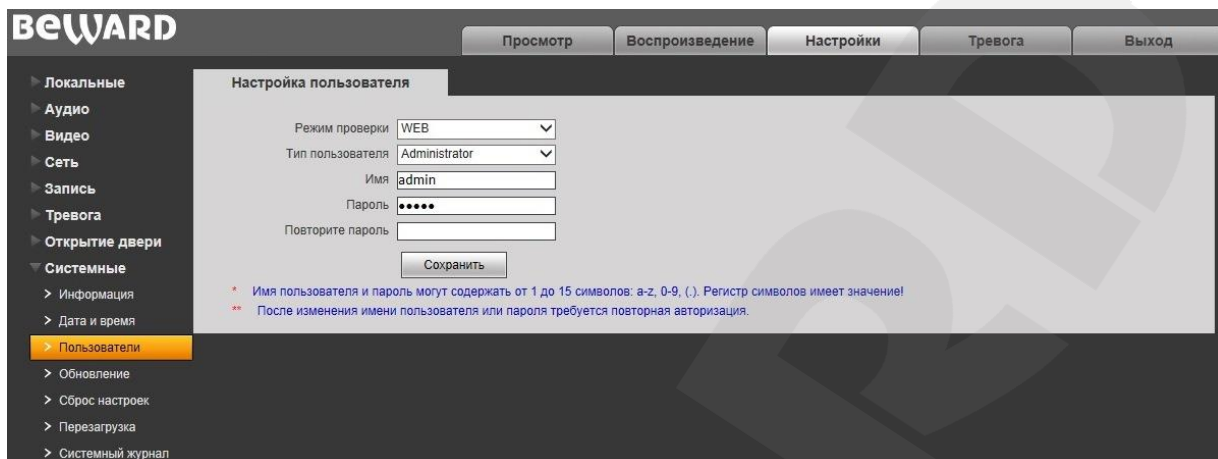 BEWARD
Просмотр
Воспроизведение
Настройки
Тревога
Выход
Локальные
Аудио
Видео
Сеть
Запись
Тревога
Открытие двери
Системные
> Информация
> Дата и время
> Пользователи
> Обновление
> Сброс настроек
> Перезагрузка
> Системный журнал
Настройка пользователя
Режим проверки WEB
Тип пользователя Administrator
Имя admin
Пароль •••••
Повторите пароль
Сохранить
* Имя пользователя и пароль могут содержать от 1 до 15 символов: a-z, 0-9, (.). Регистр символов имеет значение!
** После изменения имени пользователя или пароля требуется повторная авторизация.